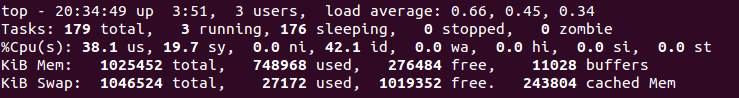 top - 20:34:49 up  3:51,  3 users,  load average: 0.66, 0.45, 0.34
Tasks: 179 total,   3 running, 176 sleeping,   0 stopped,   0 zombie
%Cpu(s): 38.1 us, 19.7 sy,  0.0 ni, 42.1 id,  0.0 wa,  0.0 hi,  0.0 si,  0.0 st
KiB Mem:   1025452 total,   748968 used,   276484 free,    11028 buffers
KiB Swap:  1046524 total,    27172 used,  1019352 free.   243804 cached Mem